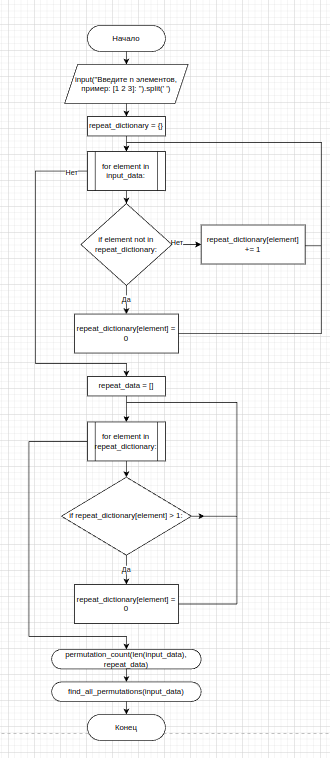 Начало
input("Введите n элементов,
пример: [1 2 3]: ").split(' ')
repeat_dictionary = {}
for element in
input_data:
Нет
if element not in
repeat_dictionary:
Нет
repeat_dictionary[element]
+= 1
Да
repeat_dictionary[element] =
0
repeat_data = []
for element in
repeat_dictionary:
if repeat_dictionary[element] > 1:
Да
repeat_dictionary[element] =
0
permutation_count(len(input_data),
repeat_data)
find_all_permutations(input_data)
Конец